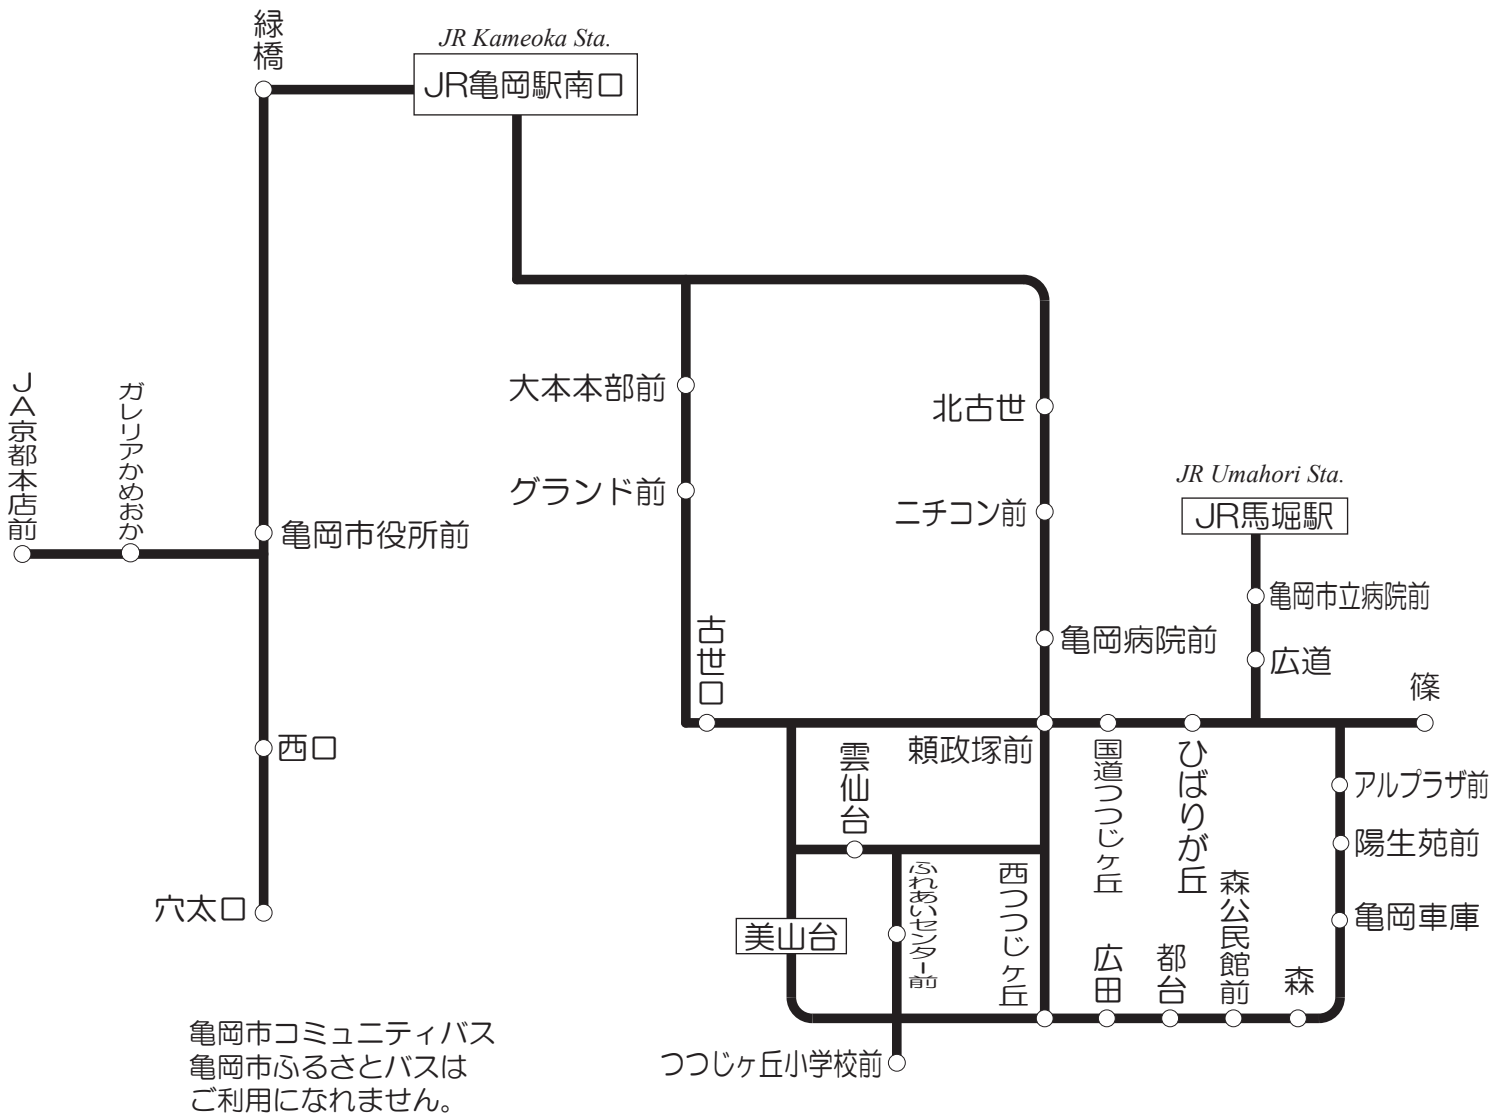 緑橋
JR Kameoka Sta.
JR亀岡駅南口
JA京都本店前
ガレリアかめおか
亀岡市役所前
西口
穴太口
大本本部前
グランド前
古世口
北古世
ニチコン前
亀岡病院前
頼政塚前
JR Umahori Sta.
JR馬堀駅
亀岡市立病院前
広道
篠
国道つつじヶ丘
ひばりが丘
アルプラザ前
陽生苑前
亀岡車庫
雲仙台
美山台
ふれあいセンター前
西つつじヶ丘
広田
都台
森公民館前
森
つつじヶ丘小学校前
亀岡市コミュニティバス
亀岡市ふるさとバスは
ご利用になれません。